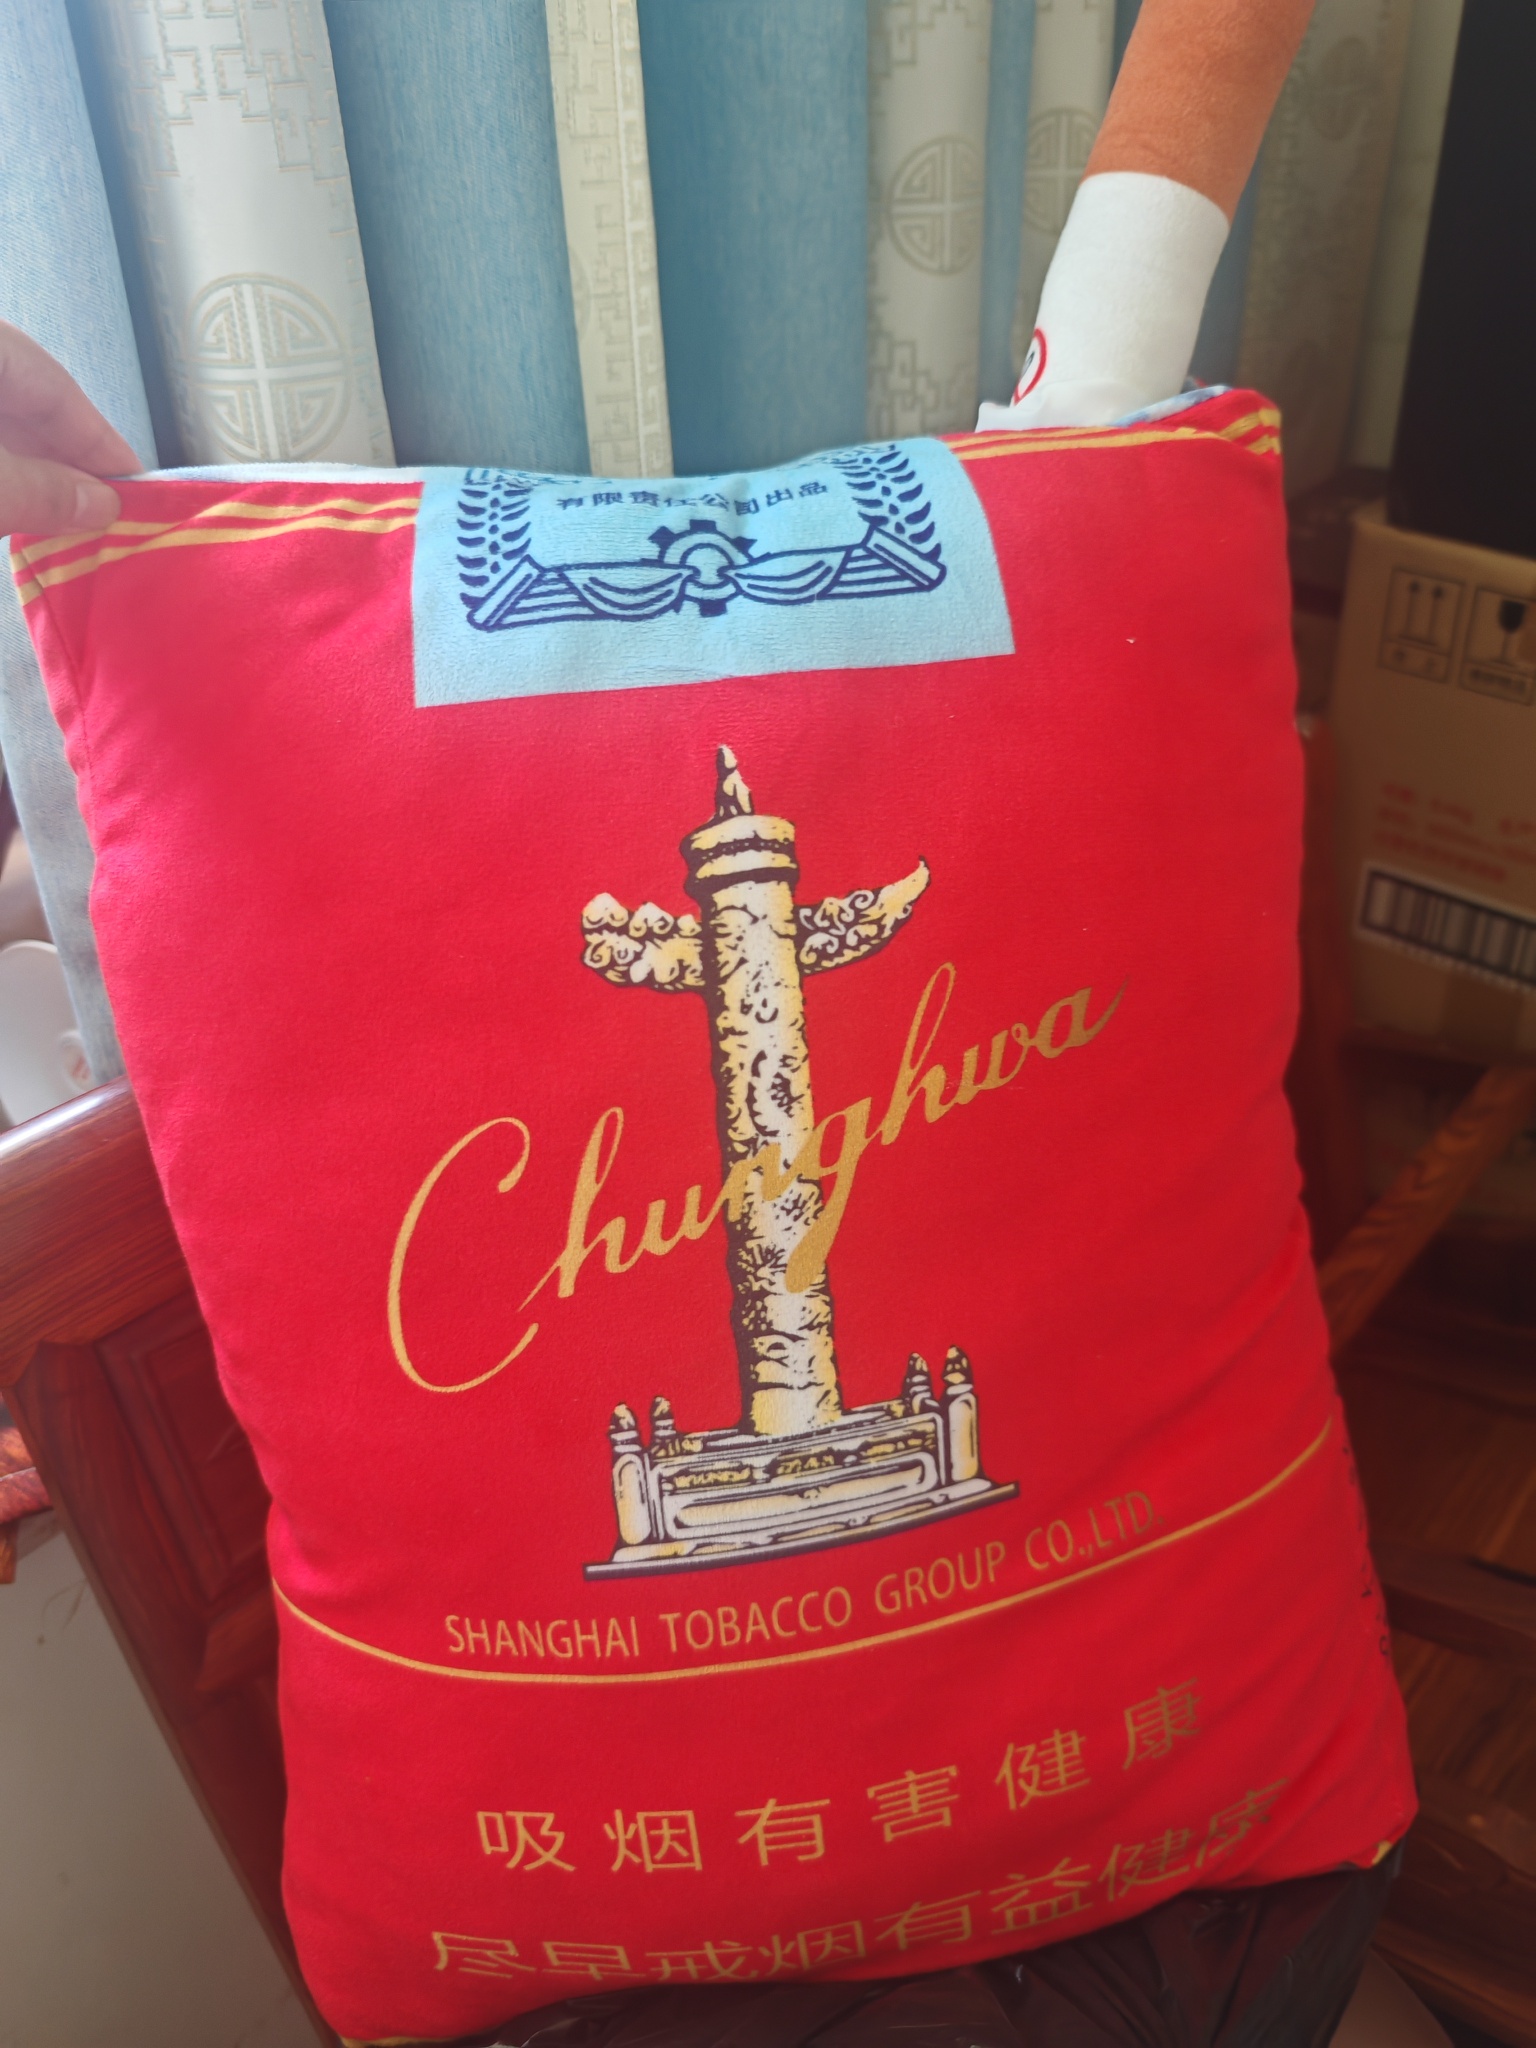 有限责任公司出品
Chunghwa
SHANGHAI TOBACCO GROUP CO.,LTD.
吸烟有害健康
尽早戒烟有益健康